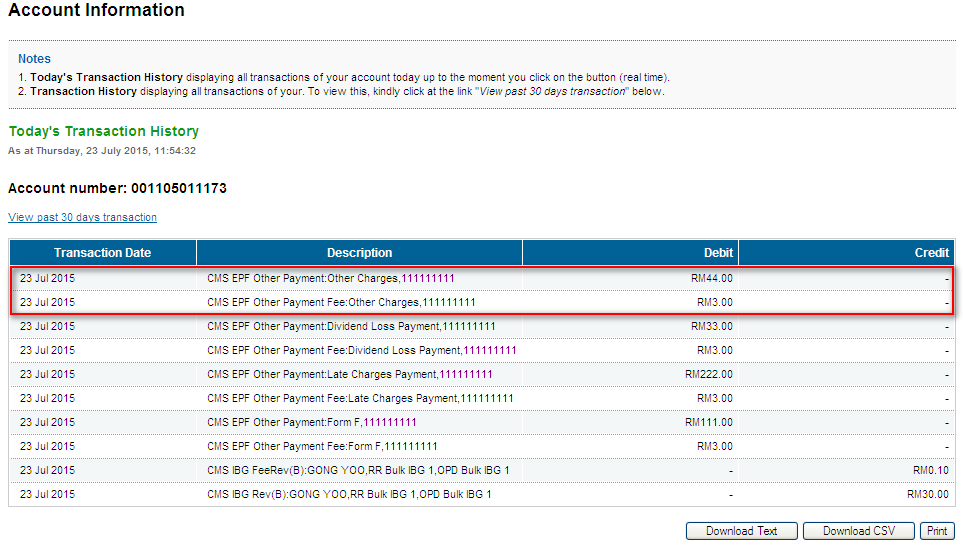 Account Information
Notes
1. Today's Transaction History displaying all transactions of your account today up to the moment you click on the button (real time).
2. Transaction History displaying all transactions of your. To view this, kindly click at the link "View past 30 days transaction" below.
Today's Transaction History
As at Thursday, 23 July 2015, 11:54:32
Account number: 001105011173
View past 30 days transaction
Transaction Date Description Debit Credit
23 Jul 2015 CMS EPF Other Payment:Other Charges,111111111 RM44.00 -
23 Jul 2015 CMS EPF Other Payment Fee:Other Charges,111111111 RM3.00 -
23 Jul 2015 CMS EPF Other Payment:Dividend Loss Payment,111111111 RM33.00 -
23 Jul 2015 CMS EPF Other Payment Fee:Dividend Loss Payment,111111111 RM3.00 -
23 Jul 2015 CMS EPF Other Payment:Late Charges Payment,111111111 RM222.00 -
23 Jul 2015 CMS EPF Other Payment Fee:Late Charges Payment,111111111 RM3.00 -
23 Jul 2015 CMS EPF Other Payment:Form F,111111111 RM111.00 -
23 Jul 2015 CMS EPF Other Payment Fee:Form F,111111111 RM3.00 -
23 Jul 2015 CMS IBG FeeRev(B):GONG YOO,RR Bulk IBG 1,OPD Bulk IBG 1 - RM0.10
23 Jul 2015 CMS IBG Rev(B):GONG YOO,RR Bulk IBG 1,OPD Bulk IBG 1 - RM30.00
Download Text Download CSV Print